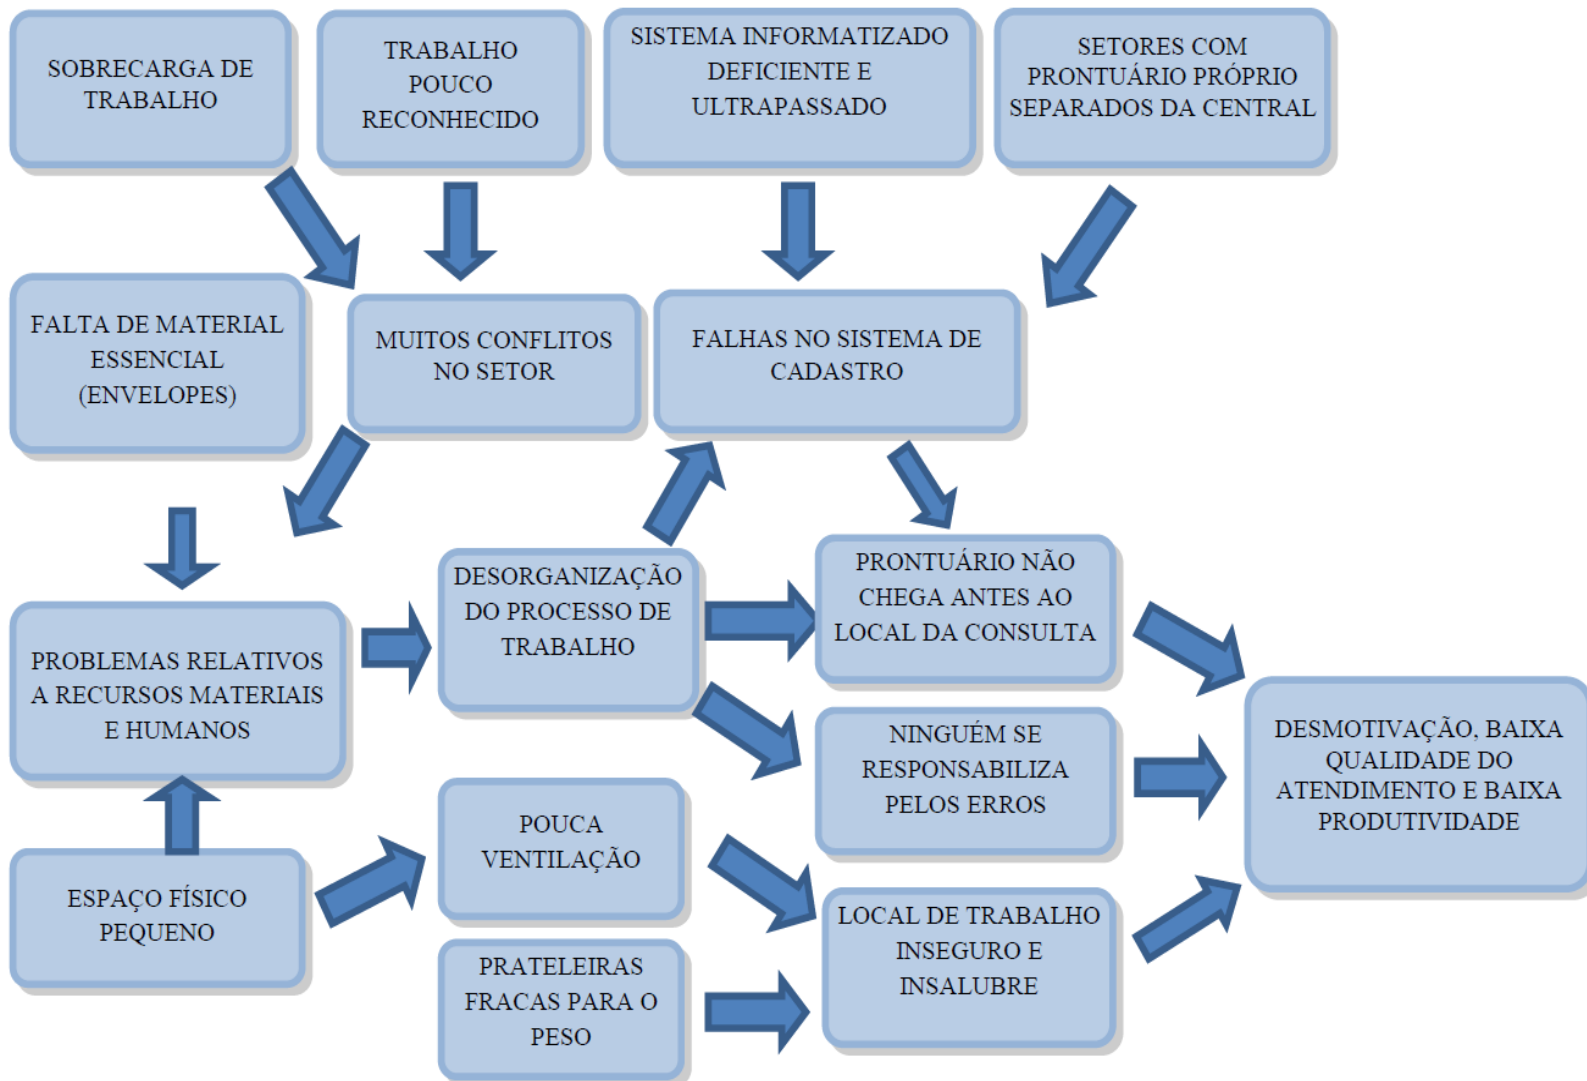 SOBRECARGA DE
TRABALHO
TRABALHO
POUCO
RECONHECIDO
SISTEMA INFORMATIZADO
DEFICIENTE E
ULTRAPASSADO
SETORES COM
PRONTUÁRIO PRÓPRIO
SEPARADOS DA CENTRAL
FALTA DE MATERIAL
ESSENCIAL
(ENVELOPES)
MUITOS CONFLITOS
NO SETOR
FALHAS NO SISTEMA DE
CADASTRO
PROBLEMAS RELATIVOS
A RECURSOS MATERIAIS
E HUMANOS
DESORGANIZAÇÃO
DO PROCESSO DE
TRABALHO
PRONTUÁRIO NÃO
CHEGA ANTES AO
LOCAL DA CONSULTA
NINGUÉM SE
RESPONSABILIZA
PELOS ERROS
DESMOTIVAÇÃO, BAIXA
QUALIDADE DO
ATENDIMENTO E BAIXA
PRODUTIVIDADE
ESPAÇO FÍSICO
PEQUENO
POUCA
VENTILAÇÃO
PRATELEIRAS
FRACAS PARA O
PESO
LOCAL DE TRABALHO
INSEGURO E
INSALUBRE